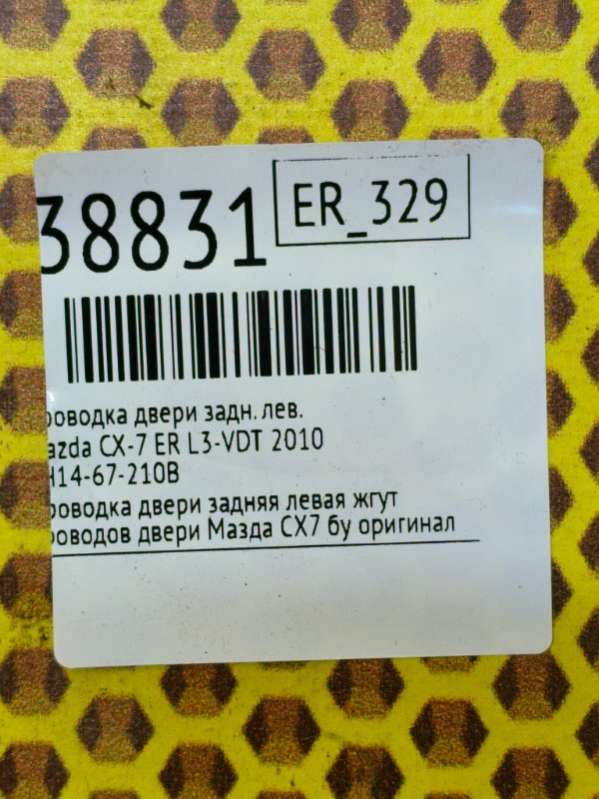 38831
ER_329
роводка двери задн. лев.
azda CX-7 ER L3-VDT 2010
H14-67-210B
роводка двери задняя левая жгут
роводов двери Мазда СХ7 бу оригинал